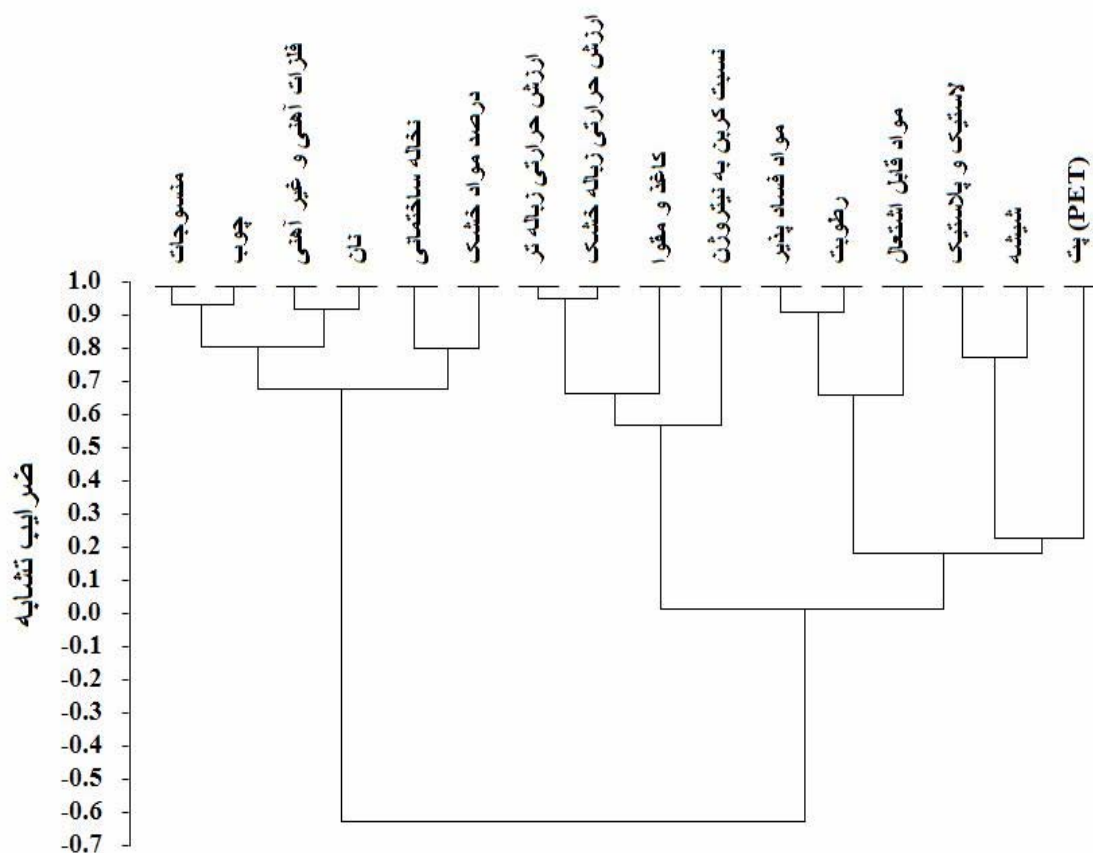 منسوجات
چوب
فلزات آهنی و غیر آهنی
نان
نخاله ساختمانی
درصد مواد خشک
ارزش حرارتی زباله تر
ارزش حرارتی زباله خشک
کاغذ و مقوا
نسبت کربن به نیتروژن
مواد فساد پذیر
رطوبت
مواد قابل اشتعال
لاستیک و پلاستیک
شیشه
پت (PET)
1.0
0.9
0.8
0.7
0.6
0.5
0.4
0.3
0.2
0.1
0.0
-0.1
-0.2
-0.3
-0.4
-0.5
-0.6
-0.7
ضرایب تشابه